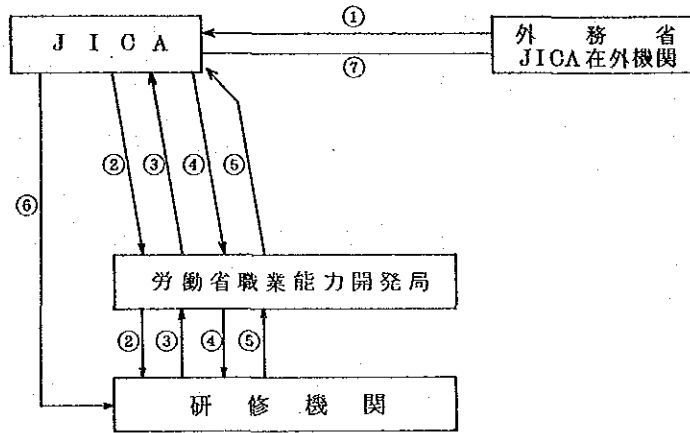 ①
ＪＩＣＡ
外務省
JICA在外機関
⑦
② ③ ④ ⑤
⑥
労働省職業能力開発局
② ③ ④ ⑤
研修機関